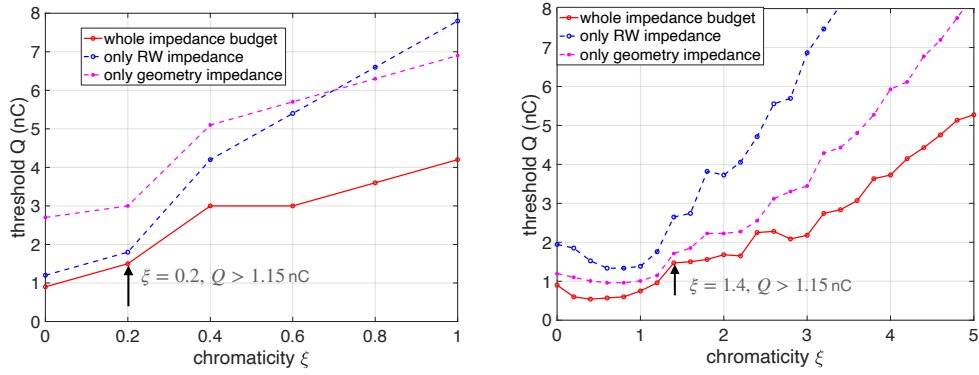 8
7
6
5
4
3
2
1
0
threshold Q (nC)
whole impedance budget
only RW impedance
only geometry impedance
ξ = 0.2, Q > 1.15 nC
0 0.2 0.4 0.6 0.8 1
chromaticity ξ
8
7
6
5
4
3
2
1
0
threshold Q (nC)
whole impedance budget
only RW impedance
only geometry impedance
ξ = 1.4, Q > 1.15 nC
0 1 2 3 4 5
chromaticity ξ